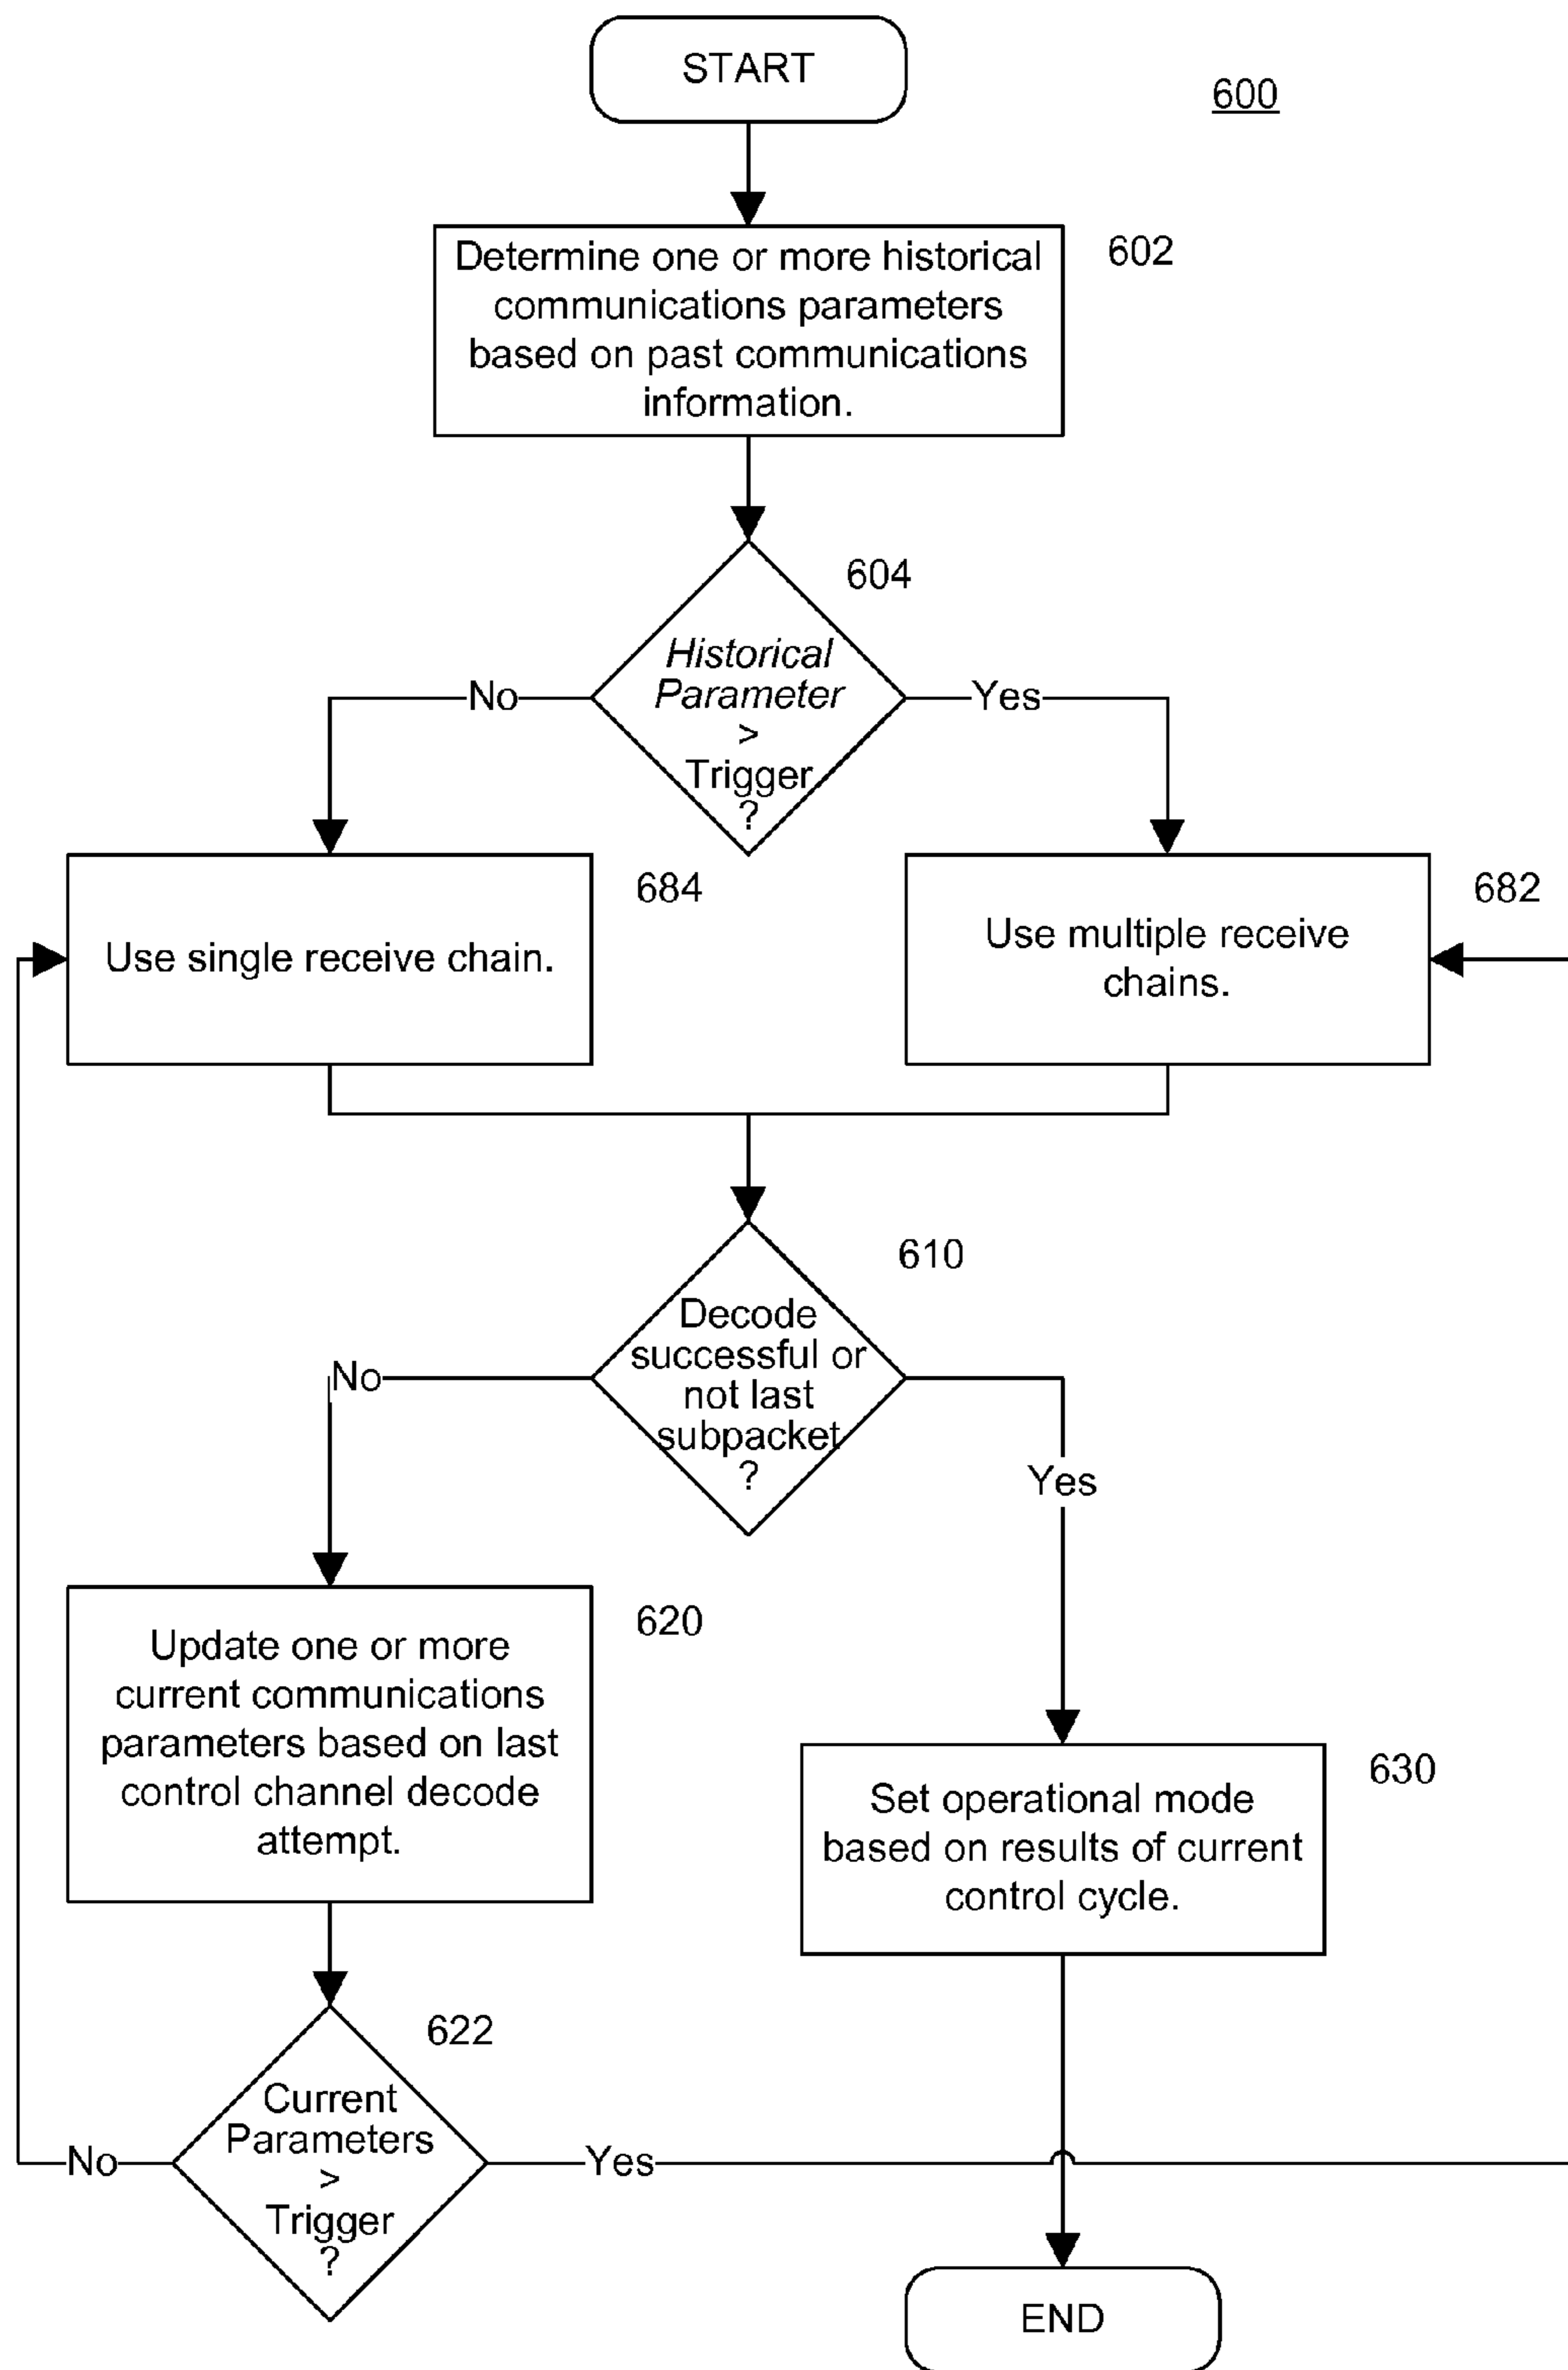 START
600
Determine one or more historical
communications parameters
based on past communications
information.
602
604
Historical
Parameter
>
Trigger
?
No
Yes
684
682
Use single receive chain.
Use multiple receive
chains.
610
Decode
successful or
not last
subpacket
?
No
Yes
620
Update one or more
current communications
parameters based on last
control channel decode
attempt.
630
Set operational mode
based on results of current
control cycle.
622
Current
Parameters
>
Trigger
?
No
Yes
END